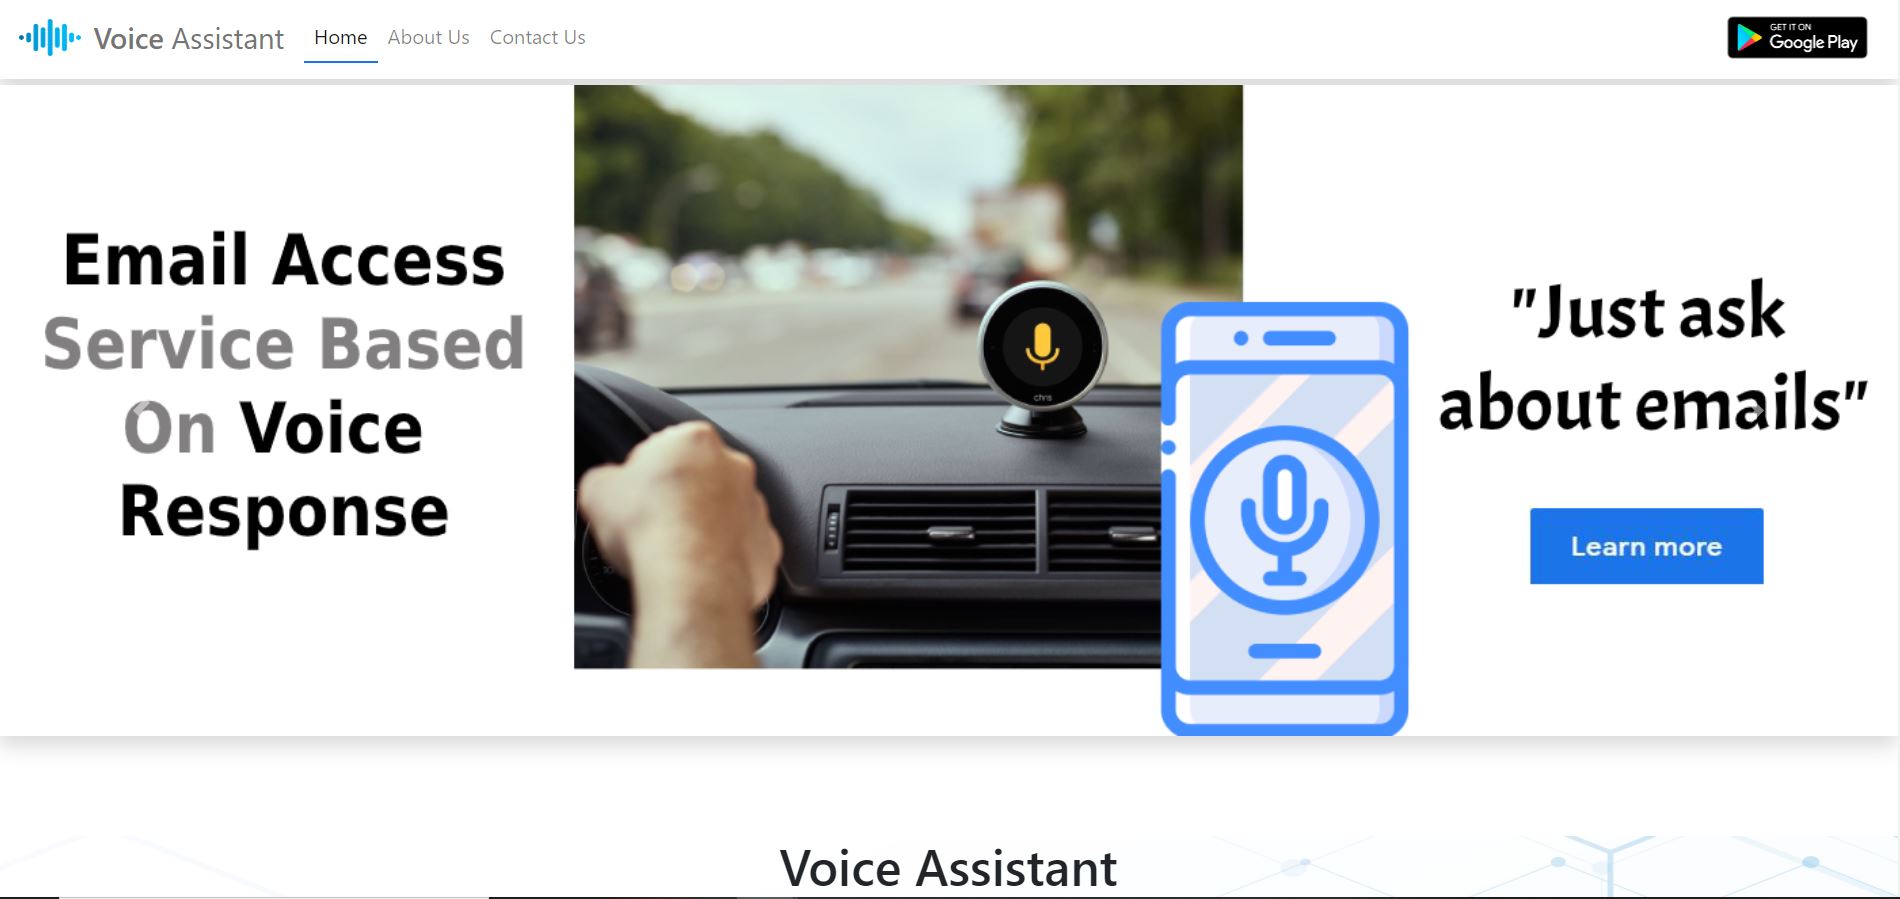 Voice Assistant
Home
About Us
Contact Us
GET IT ON
Google Play
Email Access
Service Based
On Voice
Response
chris
"Just ask
about emails"
Learn more
Voice Assistant